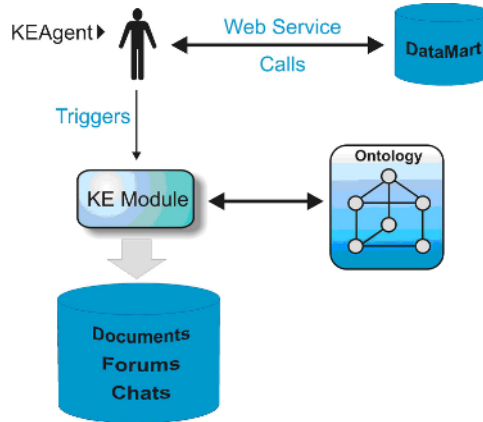 KEAgent
Web Service
Calls
DataMart
Triggers
KE Module
Ontology
Documents
Forums
Chats